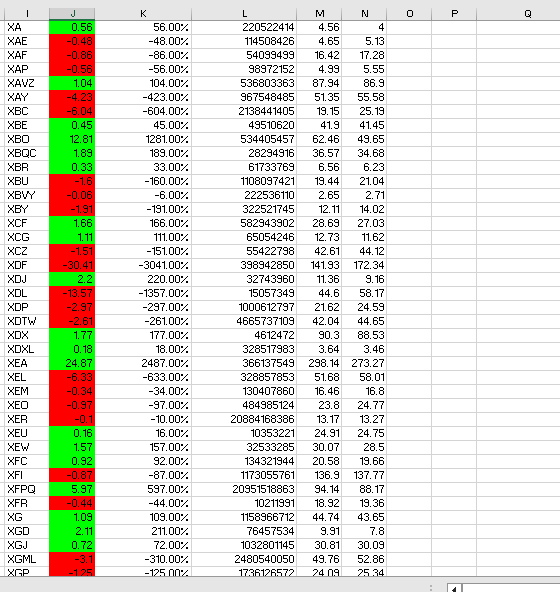 I J K L M N O P Q
XA 0.56 56.00% 220522414 4.56 4
XAE -0.48 -48.00% 114508426 4.65 5.13
XAF -0.86 -86.00% 54099499 16.42 17.28
XAP -0.56 -56.00% 98972152 4.99 5.55
XAVZ 1.04 104.00% 536803363 87.94 86.9
XAY -4.23 -423.00% 967548485 51.35 55.58
XBC -6.04 -604.00% 2138441405 19.15 25.19
XBE 0.45 45.00% 49510620 41.9 41.45
XBO 12.81 1281.00% 534405457 62.46 49.65
XBQC 1.89 189.00% 28294916 36.57 34.68
XBR 0.33 33.00% 61733769 6.56 6.23
XBU -1.6 -160.00% 1108097421 19.44 21.04
XBVY -0.06 -6.00% 222536110 2.65 2.71
XBY -1.91 -191.00% 322521745 12.11 14.02
XCF 1.66 166.00% 582943902 28.69 27.03
XCG 1.11 111.00% 65054246 12.73 11.62
XCZ -1.51 -151.00% 55422798 42.61 44.12
XDF -30.41 -3041.00% 398942850 141.93 172.34
XDJ 2.2 220.00% 32743960 11.36 9.16
XDL -13.57 -1357.00% 15057349 44.6 58.17
XDP -2.97 -297.00% 1000612797 21.62 24.59
XDTW -2.61 -261.00% 4665737109 42.04 44.65
XDX 1.77 177.00% 4612472 90.3 88.53
XDXL 0.18 18.00% 328517983 3.64 3.46
XEA 24.87 2487.00% 366137549 298.14 273.27
XEL -6.33 -633.00% 328857853 51.68 58.01
XEM -0.34 -34.00% 130407860 16.46 16.8
XEO -0.97 -97.00% 484985124 23.8 24.77
XER -0.1 -10.00% 20884168386 13.17 13.27
XEU 0.16 16.00% 10353221 24.91 24.75
XEW 1.57 157.00% 32533285 30.07 28.5
XFC 0.92 92.00% 134321944 20.58 19.66
XFI -0.87 -87.00% 1173055761 136.9 137.77
XFPQ 5.97 597.00% 20951518863 94.14 88.17
XFR -0.44 -44.00% 10211991 18.92 19.36
XG 1.09 109.00% 1158966712 44.74 43.65
XGD 2.11 211.00% 76457534 9.91 7.8
XGJ 0.72 72.00% 1032801145 30.81 30.09
XGML -3.1 -310.00% 2480540050 49.76 52.86
XGP -1.25 -125.00% 1736126572 24.09 25.34